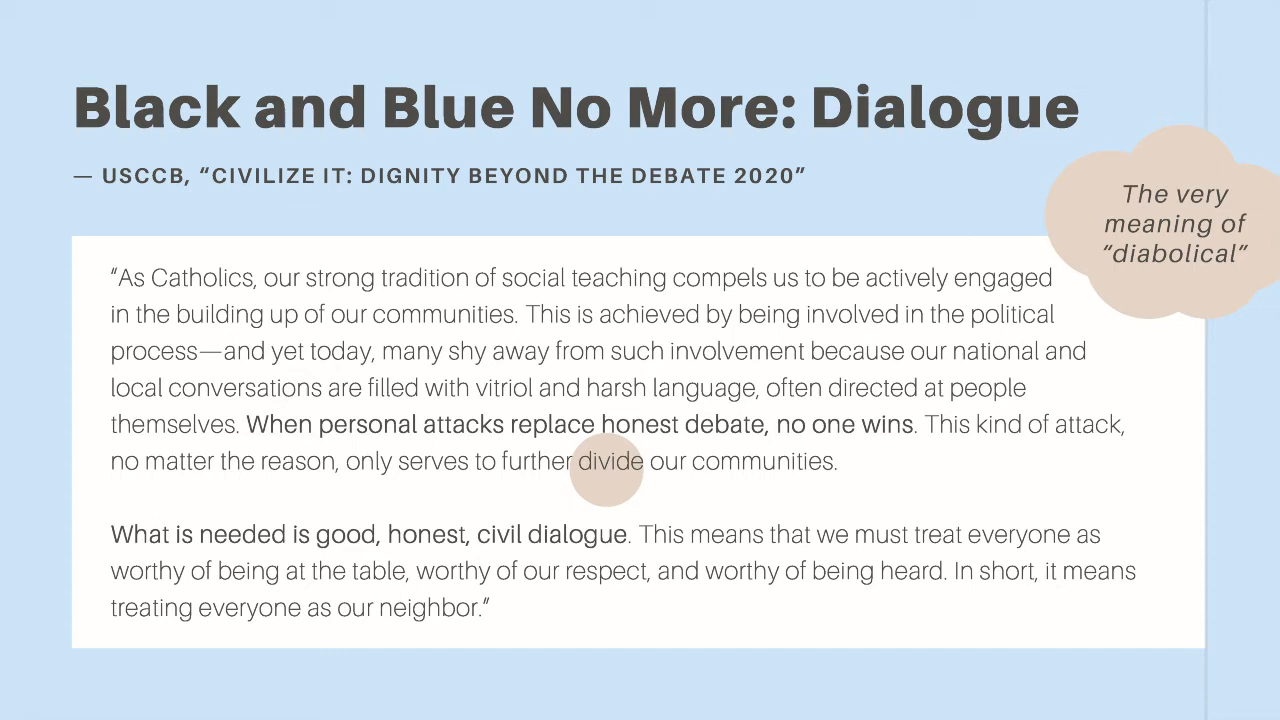 Black and Blue No More: Dialogue
— USCCB, “CIVILIZE IT: DIGNITY BEYOND THE DEBATE 2020”
The very
meaning of
“diabolical”
“As Catholics, our strong tradition of social teaching compels us to be actively engaged
in the building up of our communities. This is achieved by being involved in the political
process—and yet today, many shy away from such involvement because our national and
local conversations are filled with vitriol and harsh language, often directed at people
themselves. When personal attacks replace honest debate, no one wins. This kind of attack,
no matter the reason, only serves to further divide our communities.
What is needed is good, honest, civil dialogue. This means that we must treat everyone as
worthy of being at the table, worthy of our respect, and worthy of being heard. In short, it means
treating everyone as our neighbor.”